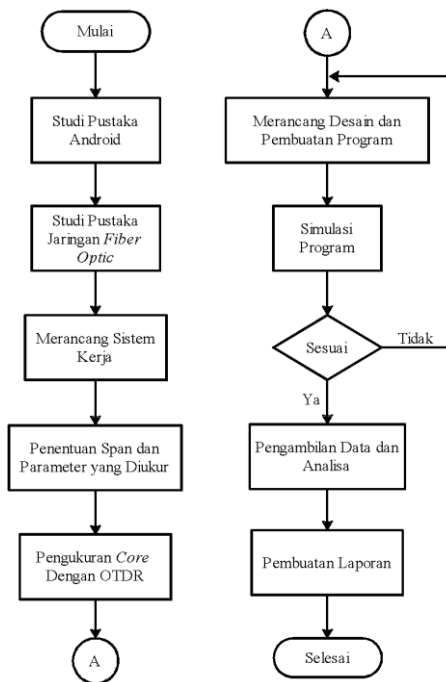 Mulai
Studi Pustaka
Android
Studi Pustaka
Jaringan Fiber
Optic
Merancang Sistem
Kerja
Penentuan Span dan
Parameter yang Diukur
Pengukuran Core
Dengan OTDR
A
A
Merancang Desain dan
Pembuatan Program
Simulasi
Program
Sesuai
Tidak
Ya
Pengambilan Data dan
Analisa
Pembuatan Laporan
Selesai